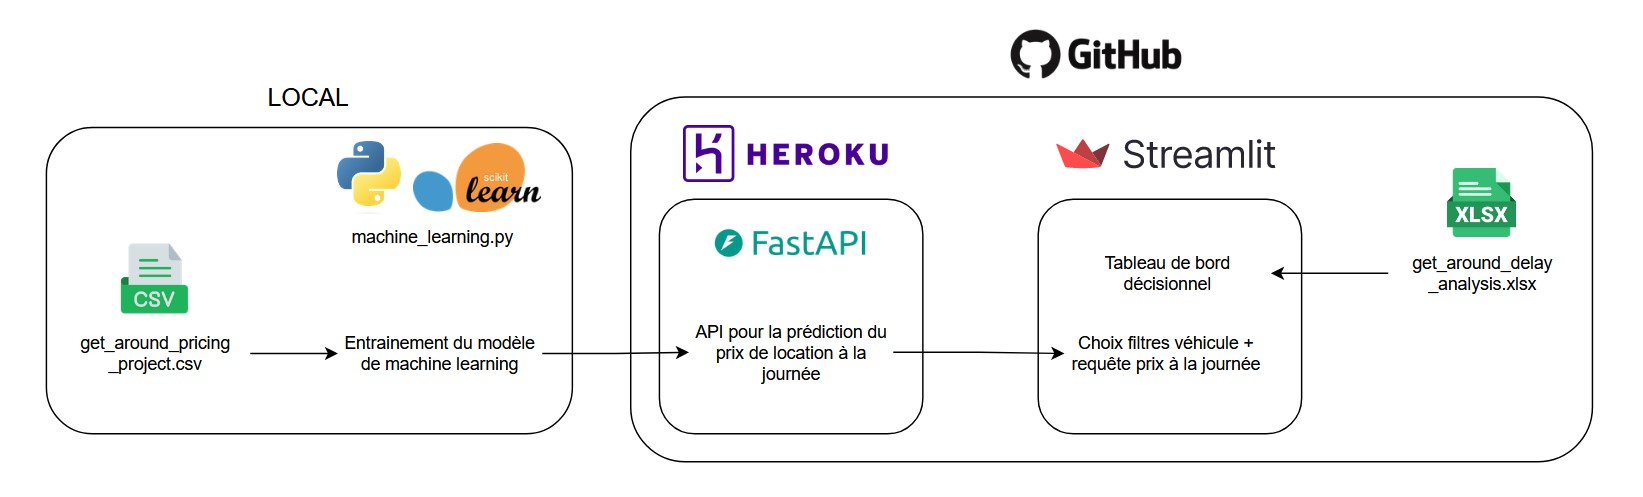 GitHub
LOCAL
HEROKU
Streamlit
scikit
learn
machine_learning.py
XLSX
FastAPI
CSV
Tableau de bord
décisionnel
get_around_delay
_analysis.xlsx
get_around_pricing
_project.csv
Entrainement du modèle
de machine learning
API pour la prédiction du
prix de location à la
journée
Choix filtres véhicule +
requête prix à la journée